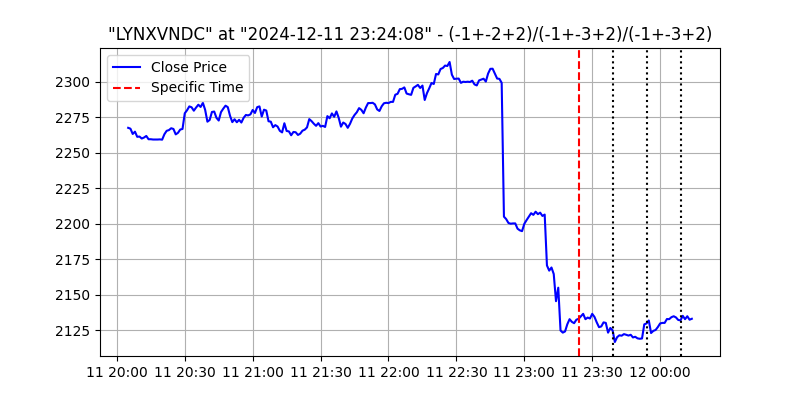 "LYNXVNDC" at "2024-12-11 23:24:08" - (-1+-2+2)/(-1+-3+2)/(-1+-3+2)
Close Price
Specific Time
2300
2275
2250
2225
2200
2175
2150
2125
11 20:00 11 20:30 11 21:00 11 21:30 11 22:00 11 22:30 11 23:00 11 23:30 12 00:00